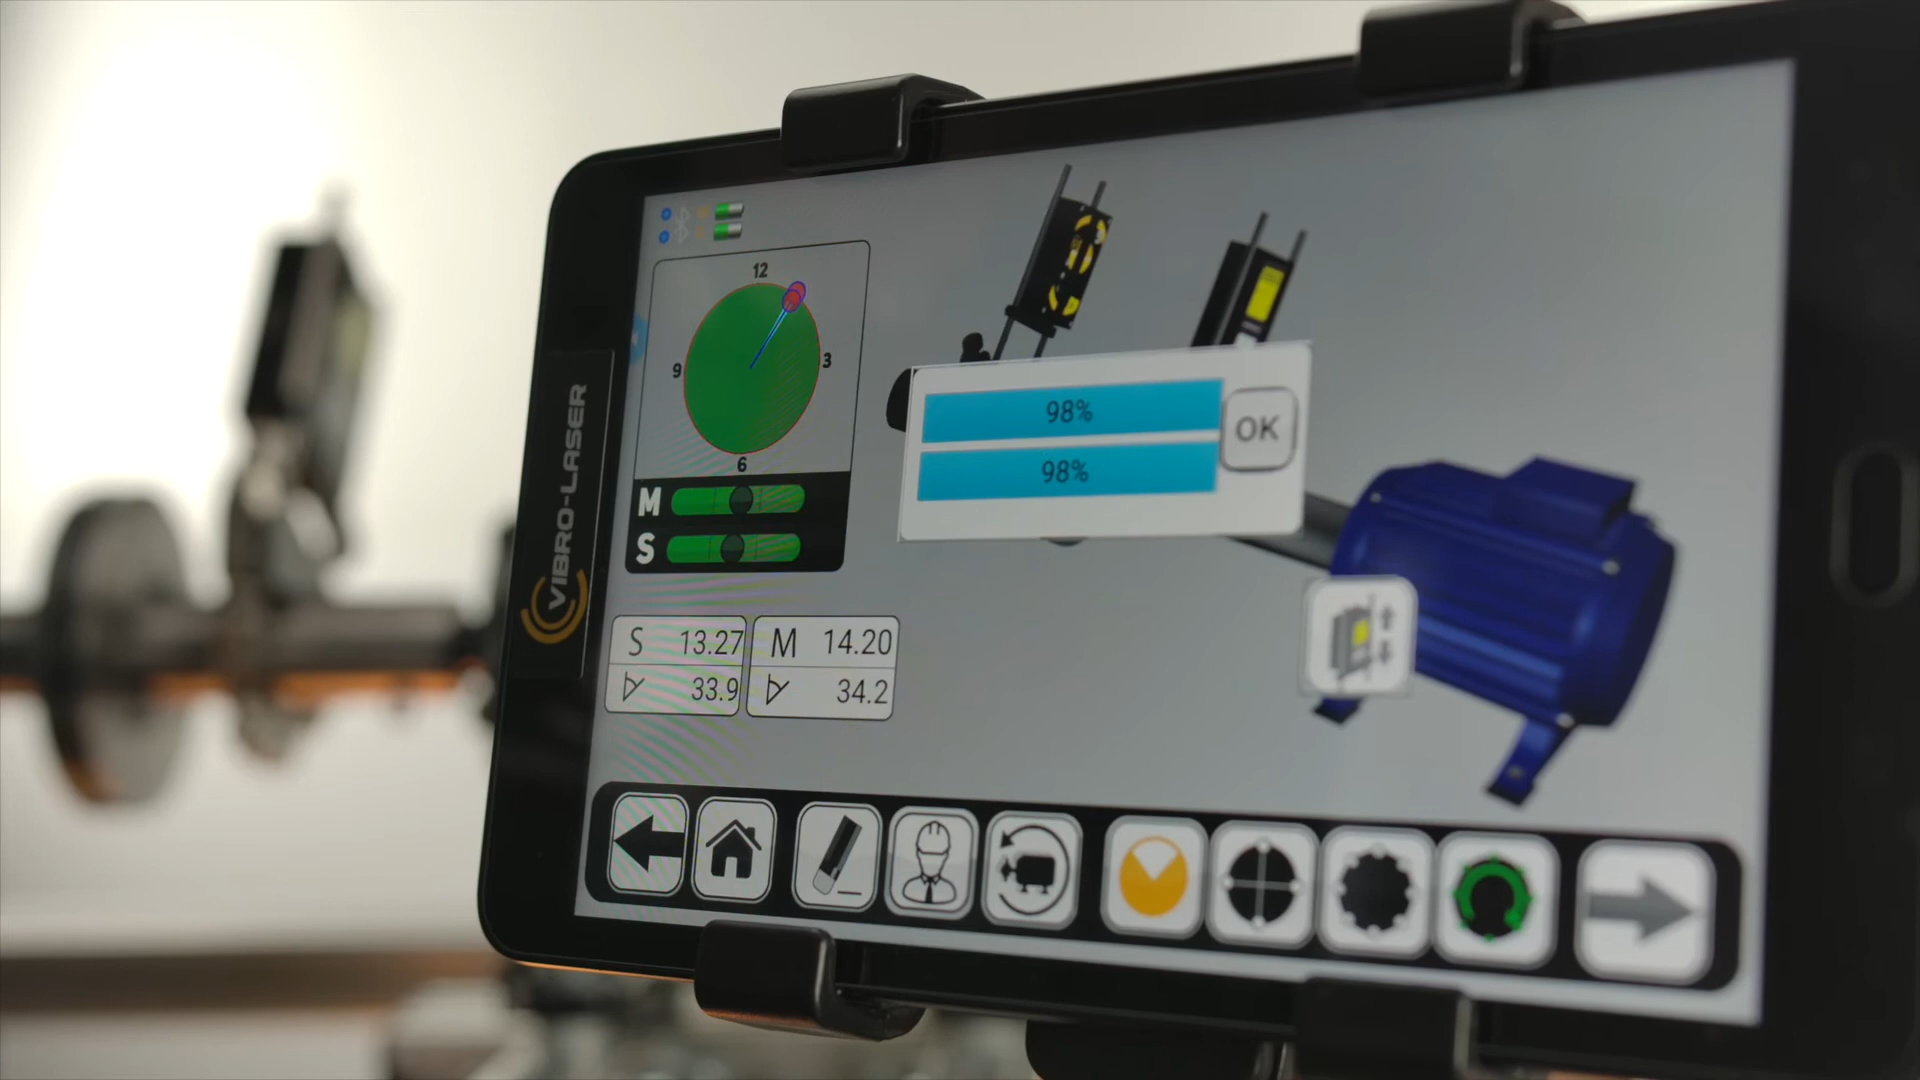 VIBRO-LASER
12
9
3
6
M
S
S 13.27
33.9
M 14.20
34.2
98%
98%
OK